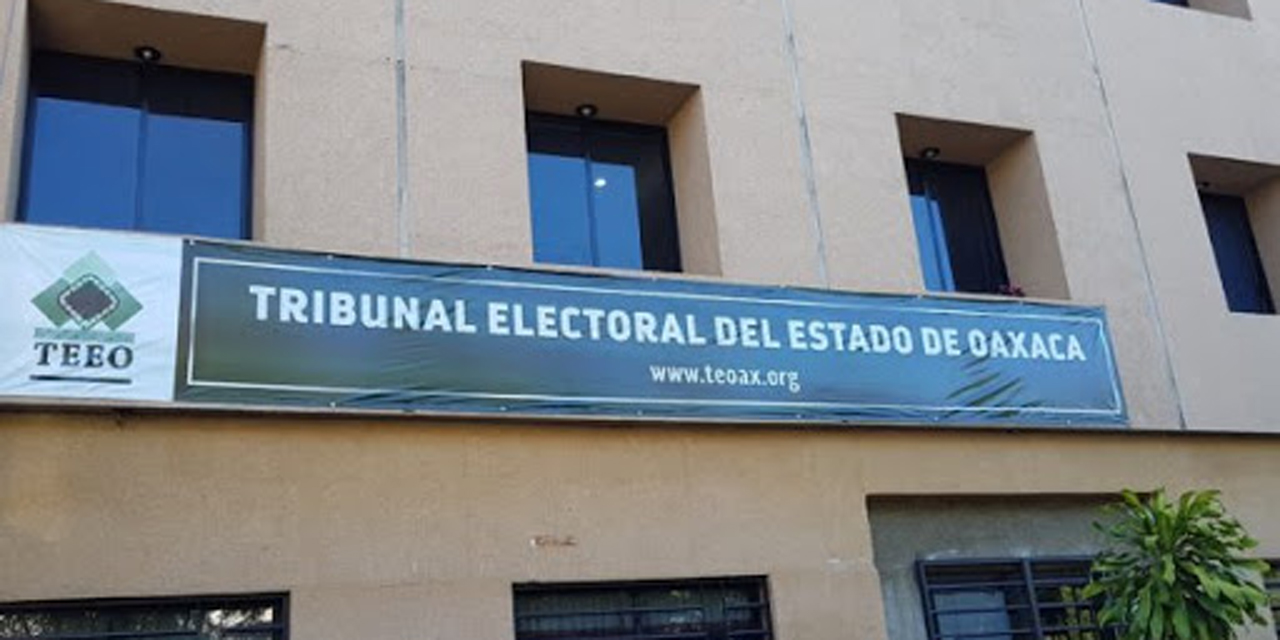 TEEO
TRIBUNAL ELECTORAL DEL ESTADO DE OAXACA
www.teoax.org